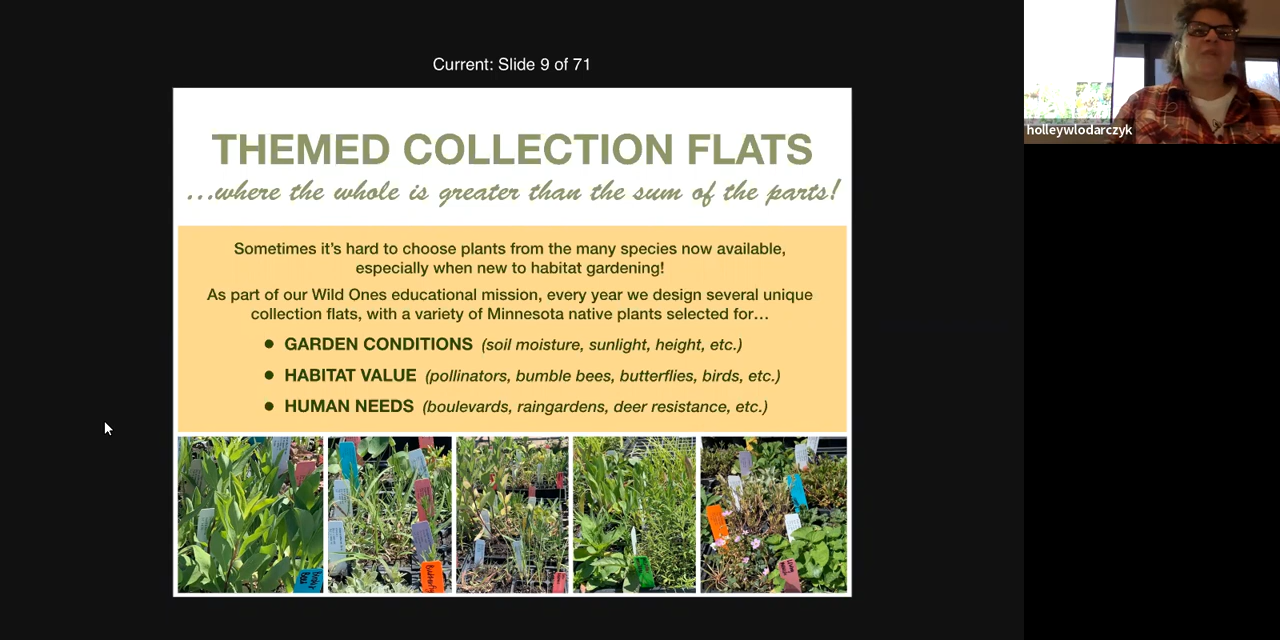 Current: Slide 9 of 71
THEMED COLLECTION FLATS
...where the whole is greater than the sum of the parts!
Sometimes it's hard to choose plants from the many species now available,
especially when new to habitat gardening!
As part of our Wild Ones educational mission, every year we design several unique
collection flats, with a variety of Minnesota native plants selected for...
● GARDEN CONDITIONS (soil moisture, sunlight, height, etc.)
● HABITAT VALUE (pollinators, bumble bees, butterflies, birds, etc.)
● HUMAN NEEDS (boulevards, raingardens, deer resistance, etc.)
holleywlodarczyk